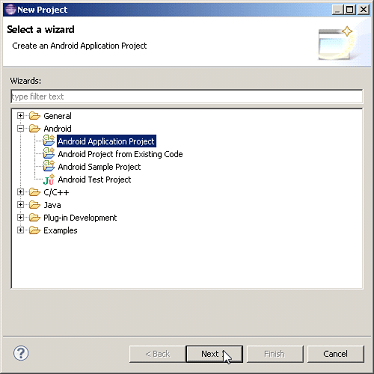 New Project
Select a wizard
Create an Android Application Project
Wizards:
type filter text
General
Android
Android Application Project
Android Project from Existing Code
Android Sample Project
Android Test Project
C/C++
Java
Plug-in Development
Examples
?
< Back
Next >
Finish
Cancel